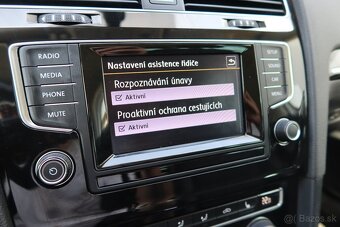 Nastavení asistence řidiče
Rozpoznávání únavy
Aktivní
Proaktivní ochrana cestujících
Aktivní
RADIO
MEDIA
PHONE
MUTE
SETUP
SOUND
CAR
MENU
bazos.sk